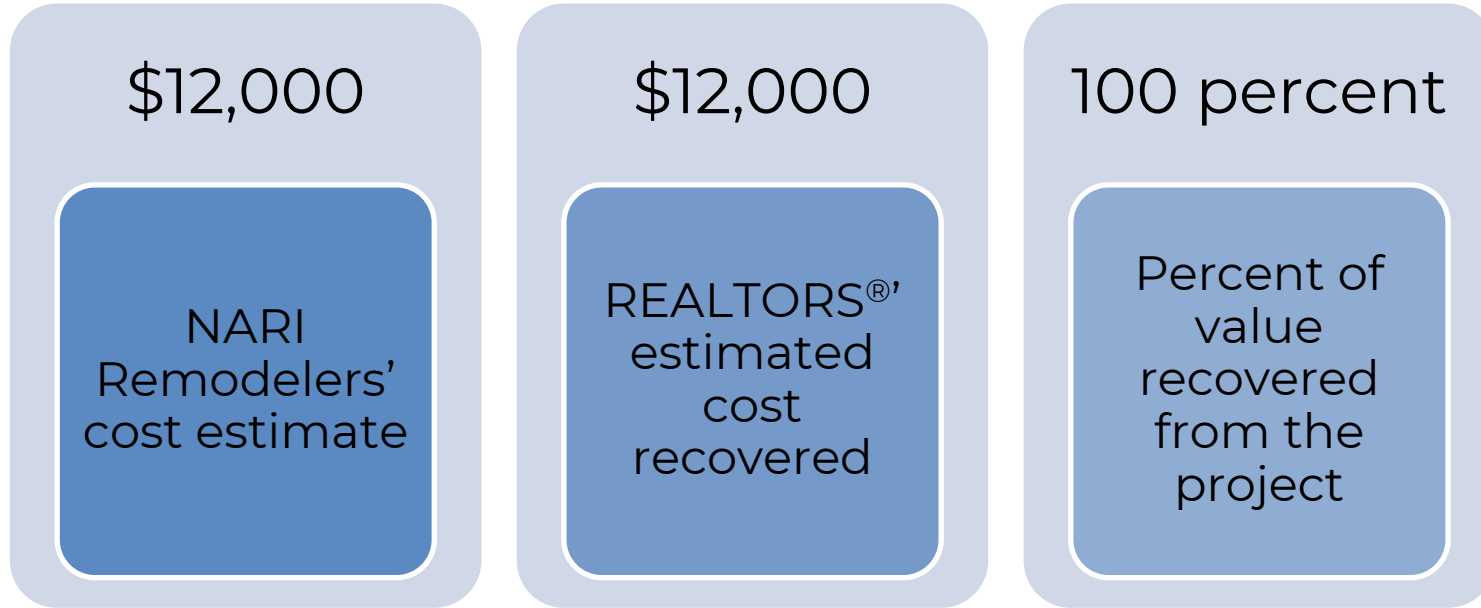 $12,000
NARI
Remodelers’
cost estimate
$12,000
REALTORS®’
estimated
cost
recovered
100 percent
Percent of
value
recovered
from the
project